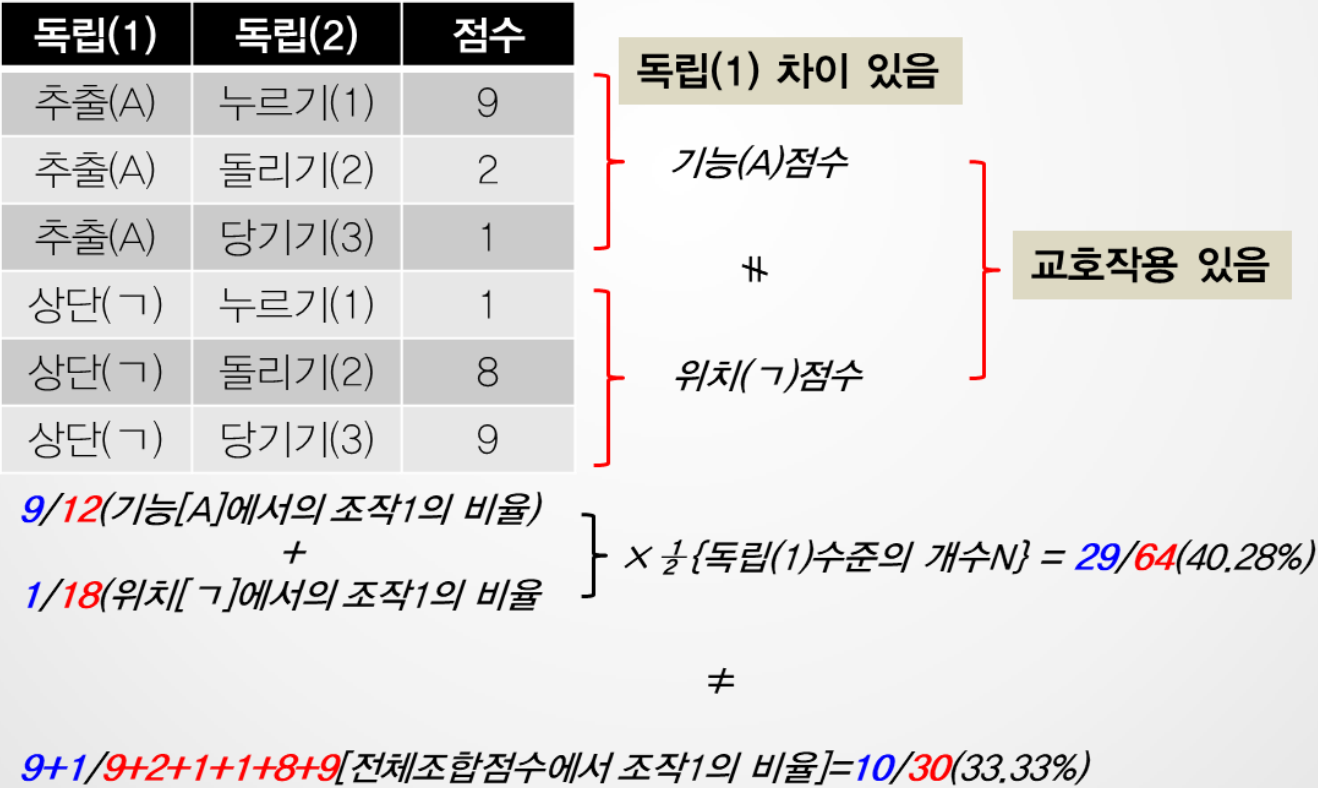 독립(1) 독립(2) 점수
추출(A) 누르기(1) 9
추출(A) 돌리기(2) 2
추출(A) 당기기(3) 1
상단(ㄱ) 누르기(1) 1
상단(ㄱ) 돌리기(2) 8
상단(ㄱ) 당기기(3) 9
독립(1) 차이 있음
기능(A)점수
≠
위치(ㄱ)점수
교호작용 있음
9/12(기능[A]에서의 조작1의 비율)
+
1/18(위치[ㄱ]에서의 조작1의 비율
× ½{독립(1)수준의 개수N} = 29/64(40.28%)
≠
9+1/9+2+1+1+8+9[전체조합점수에서 조작1의 비율]=10/30(33.33%)